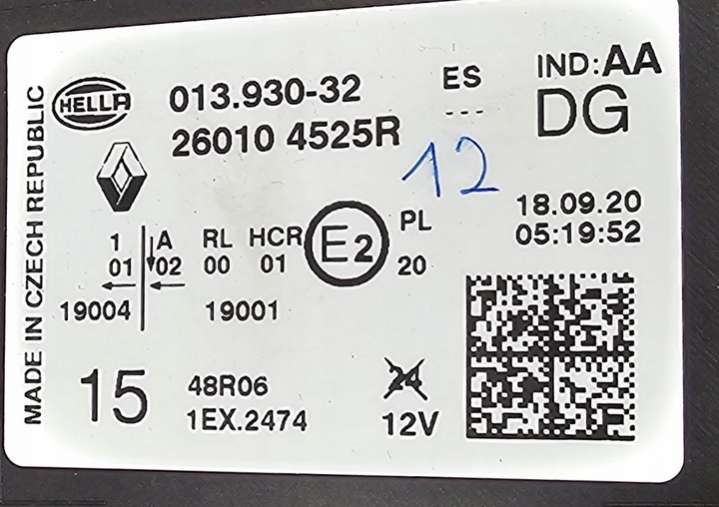 MADE IN CZECH REPUBLIC
HELLA 013.930-32 ES IND:AA
26010 4525R --- DG
12
18.09.20
05:19:52
1 A RL HCR E2 PL
01 02 00 01 20
19004 19001
15 48R06 24
1EX.2474 12V